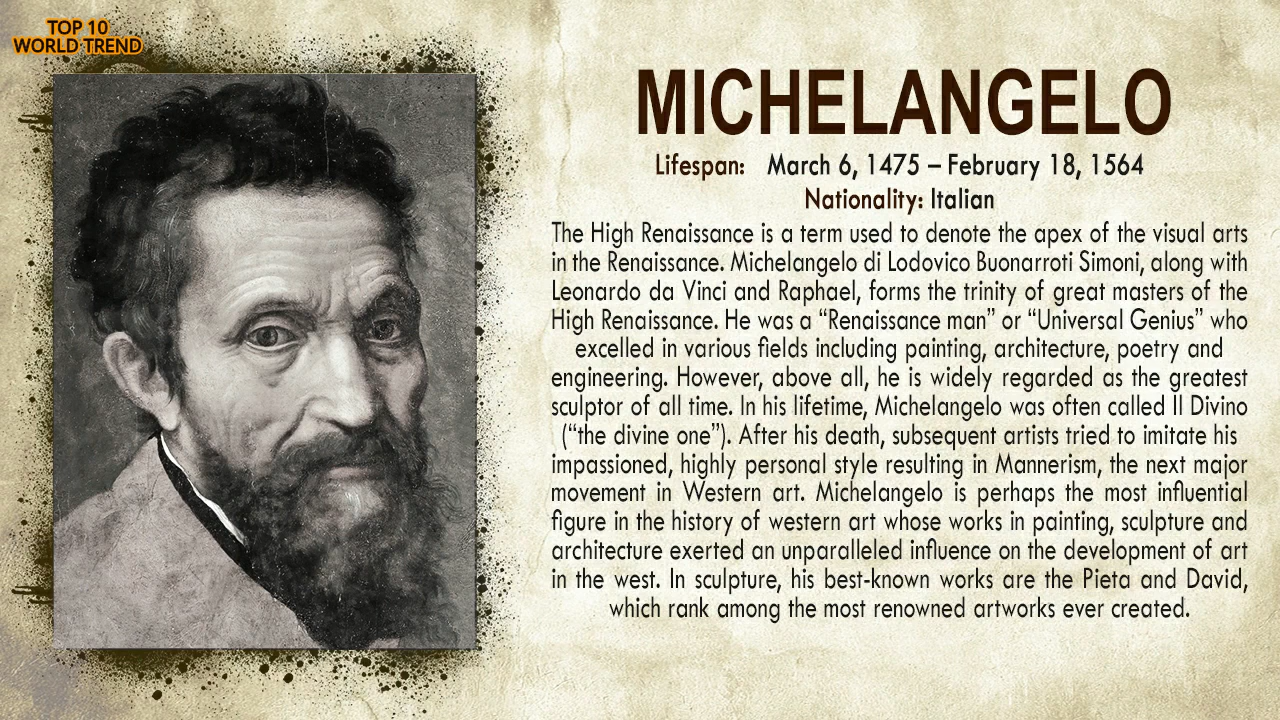 TOP 10
WORLD TREND
MICHELANGELO
Lifespan: March 6, 1475 – February 18, 1564
Nationality: Italian
The High Renaissance is a term used to denote the apex of the visual arts
in the Renaissance. Michelangelo di Lodovico Buonarroti Simoni, along with
Leonardo da Vinci and Raphael, forms the trinity of great masters of the
High Renaissance. He was a “Renaissance man” or “Universal Genius” who
excelled in various fields including painting, architecture, poetry and
engineering. However, above all, he is widely regarded as the greatest
sculptor of all time. In his lifetime, Michelangelo was often called Il Divino
(“the divine one”). After his death, subsequent artists tried to imitate his
impassioned, highly personal style resulting in Mannerism, the next major
movement in Western art. Michelangelo is perhaps the most influential
figure in the history of western art whose works in painting, sculpture and
architecture exerted an unparalleled influence on the development of art
in the west. In sculpture, his best-known works are the Pieta and David,
which rank among the most renowned artworks ever created.